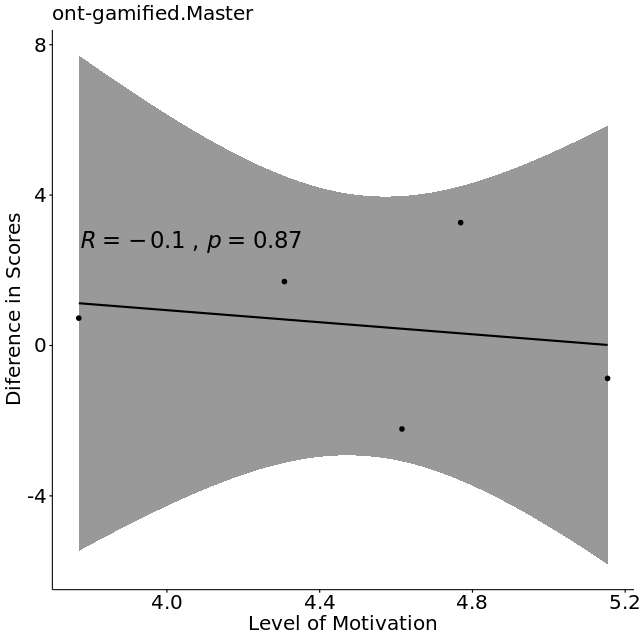 ont-gamified.Master
8
4
0
-4
R = −0.1 , p = 0.87
Diference in Scores
4.0 4.4 4.8 5.2
Level of Motivation